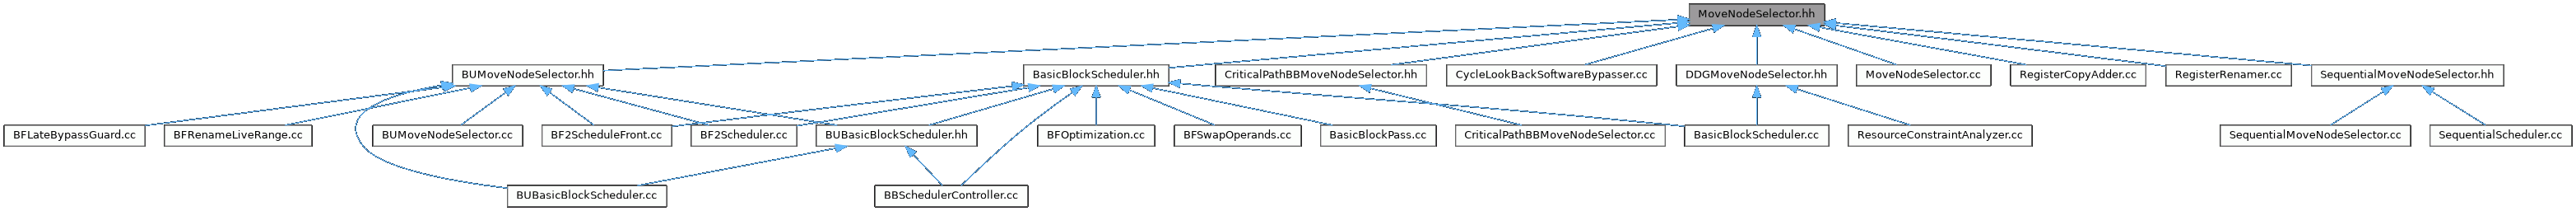 MoveNodeSelector.hh
BUMoveNodeSelector.hh
BasicBlockScheduler.hh
CriticalPathBBMoveNodeSelector.hh
CycleLookBackSoftwareBypasser.cc
DDGMoveNodeSelector.hh
MoveNodeSelector.cc
RegisterCopyAdder.cc
RegisterRenamer.cc
SequentialMoveNodeSelector.hh
BFLateBypassGuard.cc
BFRenameLiveRange.cc
BUMoveNodeSelector.cc
BF2ScheduleFront.cc
BF2Scheduler.cc
BUBasicBlockScheduler.hh
BFOptimization.cc
BFSwapOperands.cc
BasicBlockPass.cc
CriticalPathBBMoveNodeSelector.cc
BasicBlockScheduler.cc
ResourceConstraintAnalyzer.cc
SequentialMoveNodeSelector.cc
SequentialScheduler.cc
BUBasicBlockScheduler.cc
BBSchedulerController.cc